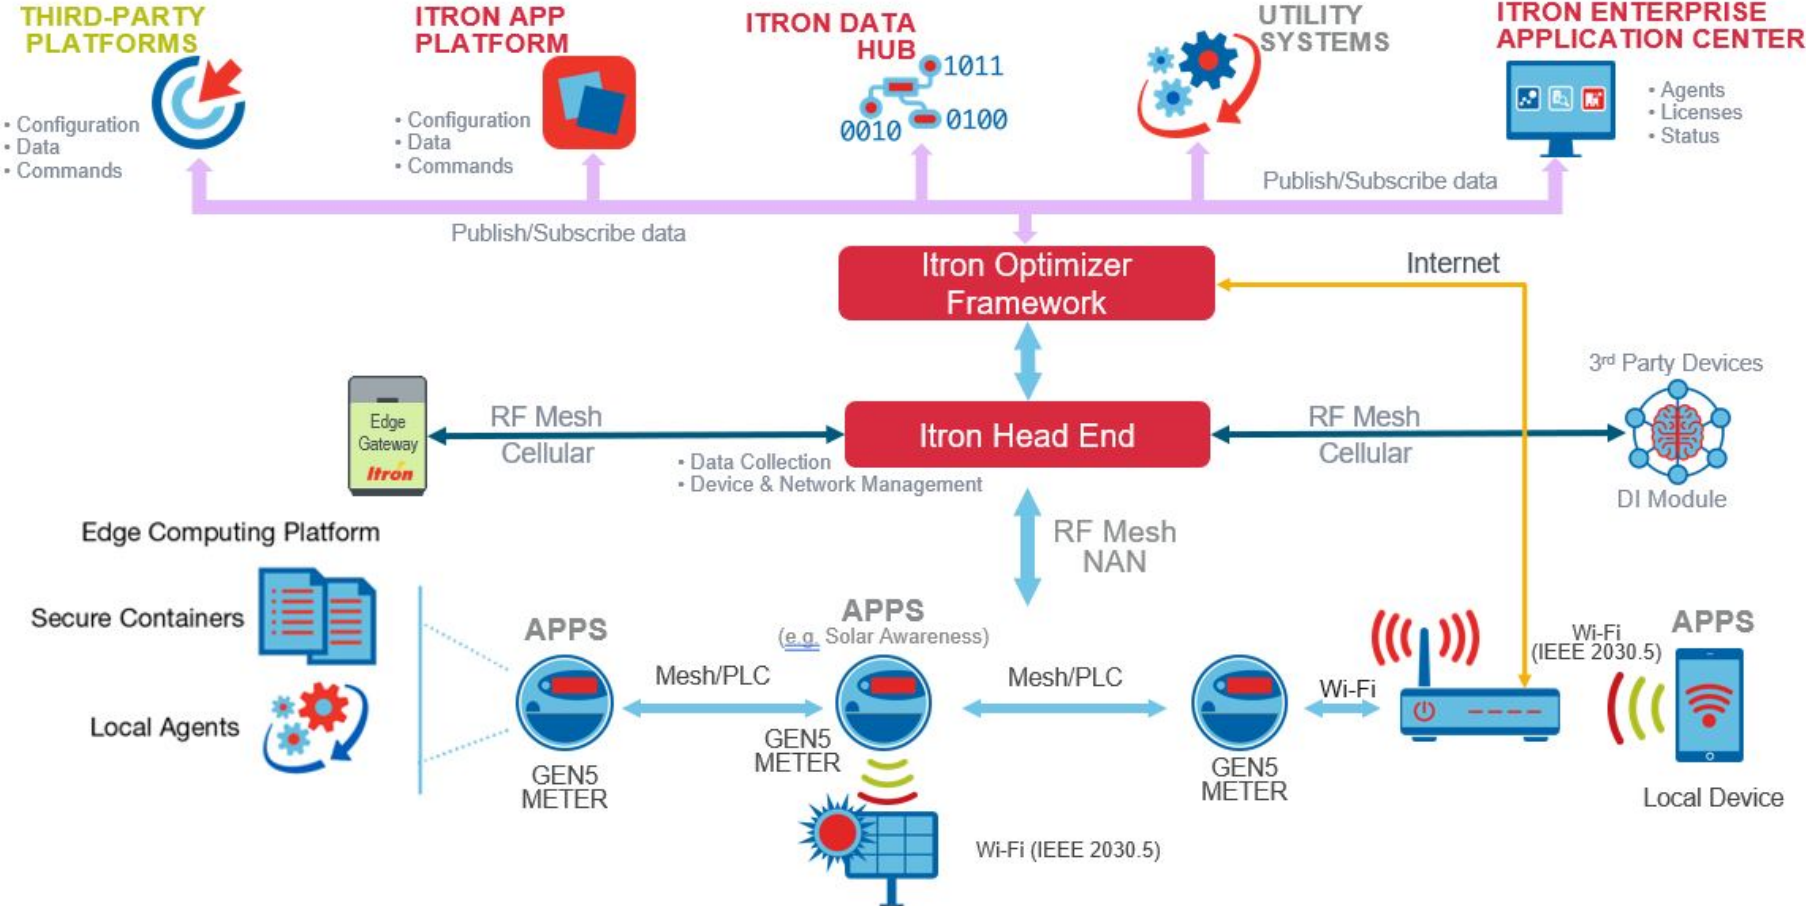 THIRD-PARTY
PLATFORMS
• Configuration
• Data
• Commands
ITRON APP
PLATFORM
• Configuration
• Data
• Commands
ITRON DATA
HUB
1011
0010
0100
UTILITY
SYSTEMS
ITRON ENTERPRISE
APPLICATION CENTER
• Agents
• Licenses
• Status
Publish/Subscribe data
Publish/Subscribe data
Itron Optimizer
Framework
Internet
Edge
Gateway
Itron
RF Mesh
Cellular
Itron Head End
• Data Collection
• Device & Network Management
RF Mesh
Cellular
3rd Party Devices
DI Module
RF Mesh
NAN
Edge Computing Platform
Secure Containers
Local Agents
APPS
GEN5
METER
Mesh/PLC
APPS
(e.g. Solar Awareness)
GEN5
METER
Wi-Fi (IEEE 2030.5)
Mesh/PLC
GEN5
METER
Wi-Fi
Wi-Fi
(IEEE 2030.5)
APPS
Local Device